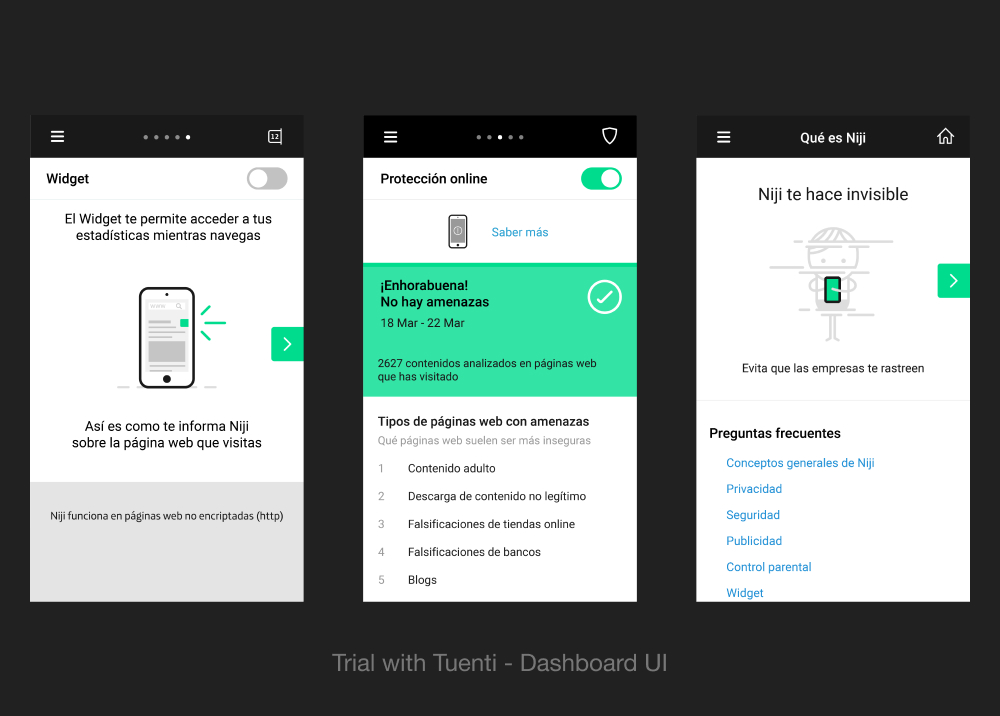 12
Widget
El Widget te permite acceder a tus
estadísticas mientras navegas
Así es como te informa Niji
sobre la página web que visitas
Niji funciona en páginas web no encriptadas (http)
Protección online
Saber más
¡Enhorabuena!
No hay amenazas
18 Mar - 22 Mar
2627 contenidos analizados en páginas web
que has visitado
Tipos de páginas web con amenazas
Qué páginas web suelen ser más inseguras
1 Contenido adulto
2 Descarga de contenido no legítimo
3 Falsificaciones de tiendas online
4 Falsificaciones de bancos
5 Blogs
Qué es Niji
Niji te hace invisible
Evita que las empresas te rastreen
Preguntas frecuentes
Conceptos generales de Niji
Privacidad
Seguridad
Publicidad
Control parental
Widget
Trial with Tuenti - Dashboard UI